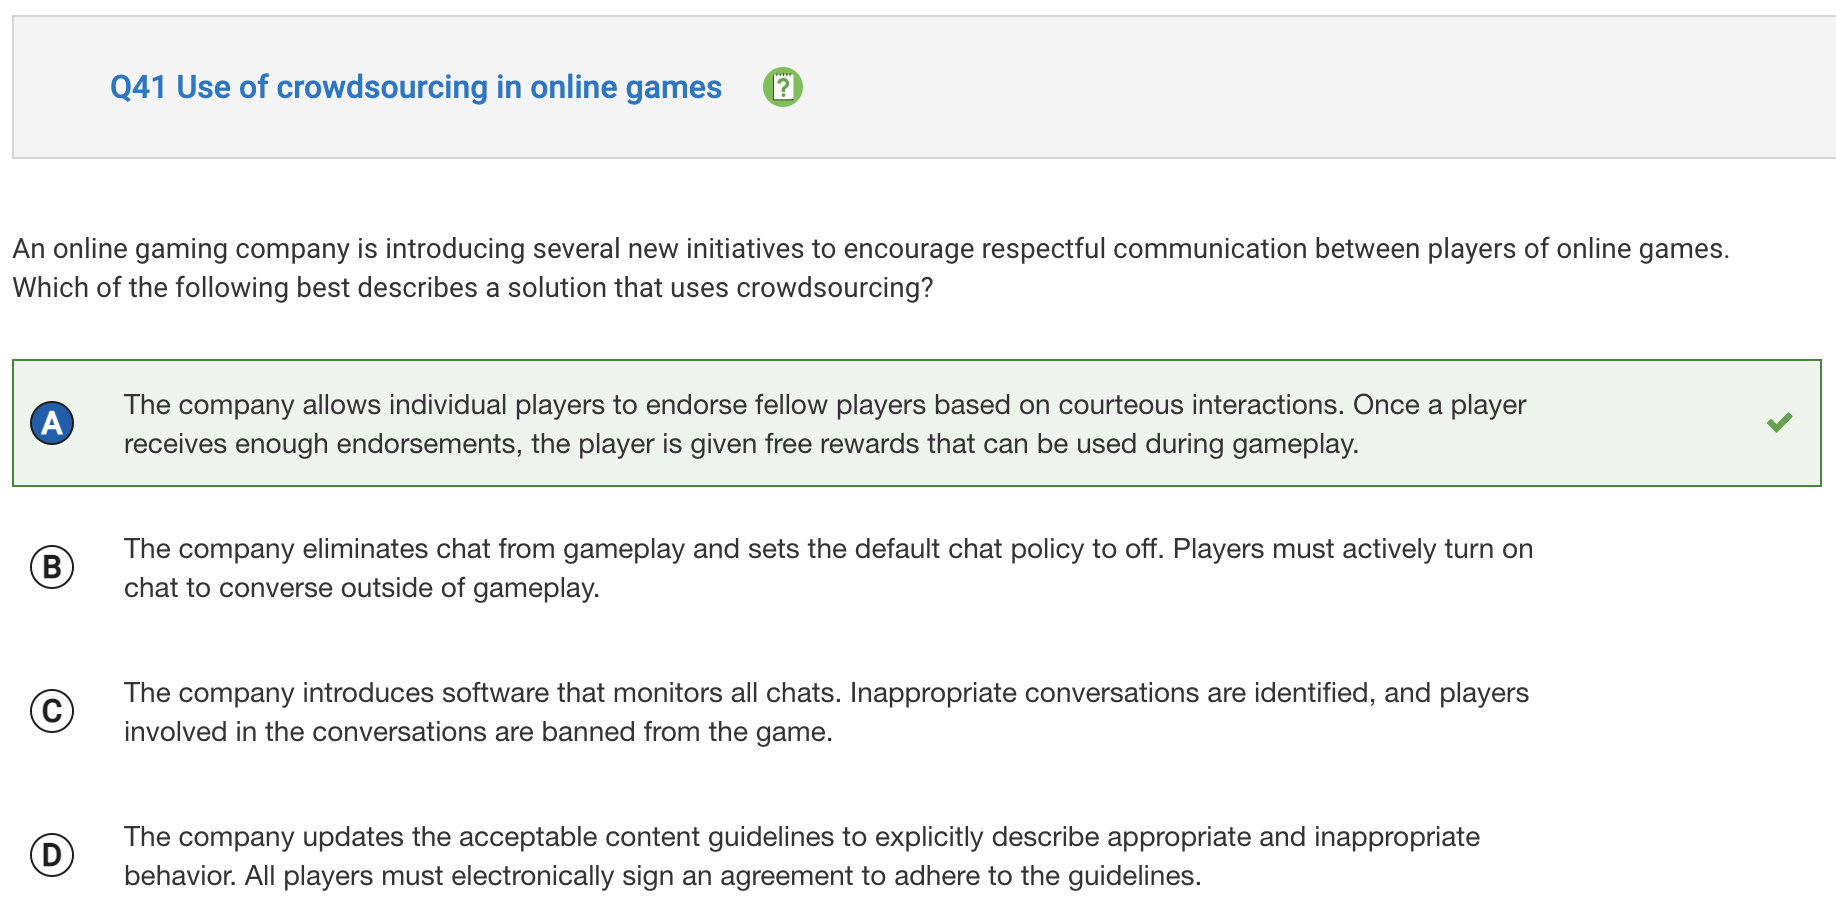 Q41 Use of crowdsourcing in online games
?
An online gaming company is introducing several new initiatives to encourage respectful communication between players of online games.
Which of the following best describes a solution that uses crowdsourcing?
A
The company allows individual players to endorse fellow players based on courteous interactions. Once a player
receives enough endorsements, the player is given free rewards that can be used during gameplay.
B
The company eliminates chat from gameplay and sets the default chat policy to off. Players must actively turn on
chat to converse outside of gameplay.
C
The company introduces software that monitors all chats. Inappropriate conversations are identified, and players
involved in the conversations are banned from the game.
D
The company updates the acceptable content guidelines to explicitly describe appropriate and inappropriate
behavior. All players must electronically sign an agreement to adhere to the guidelines.